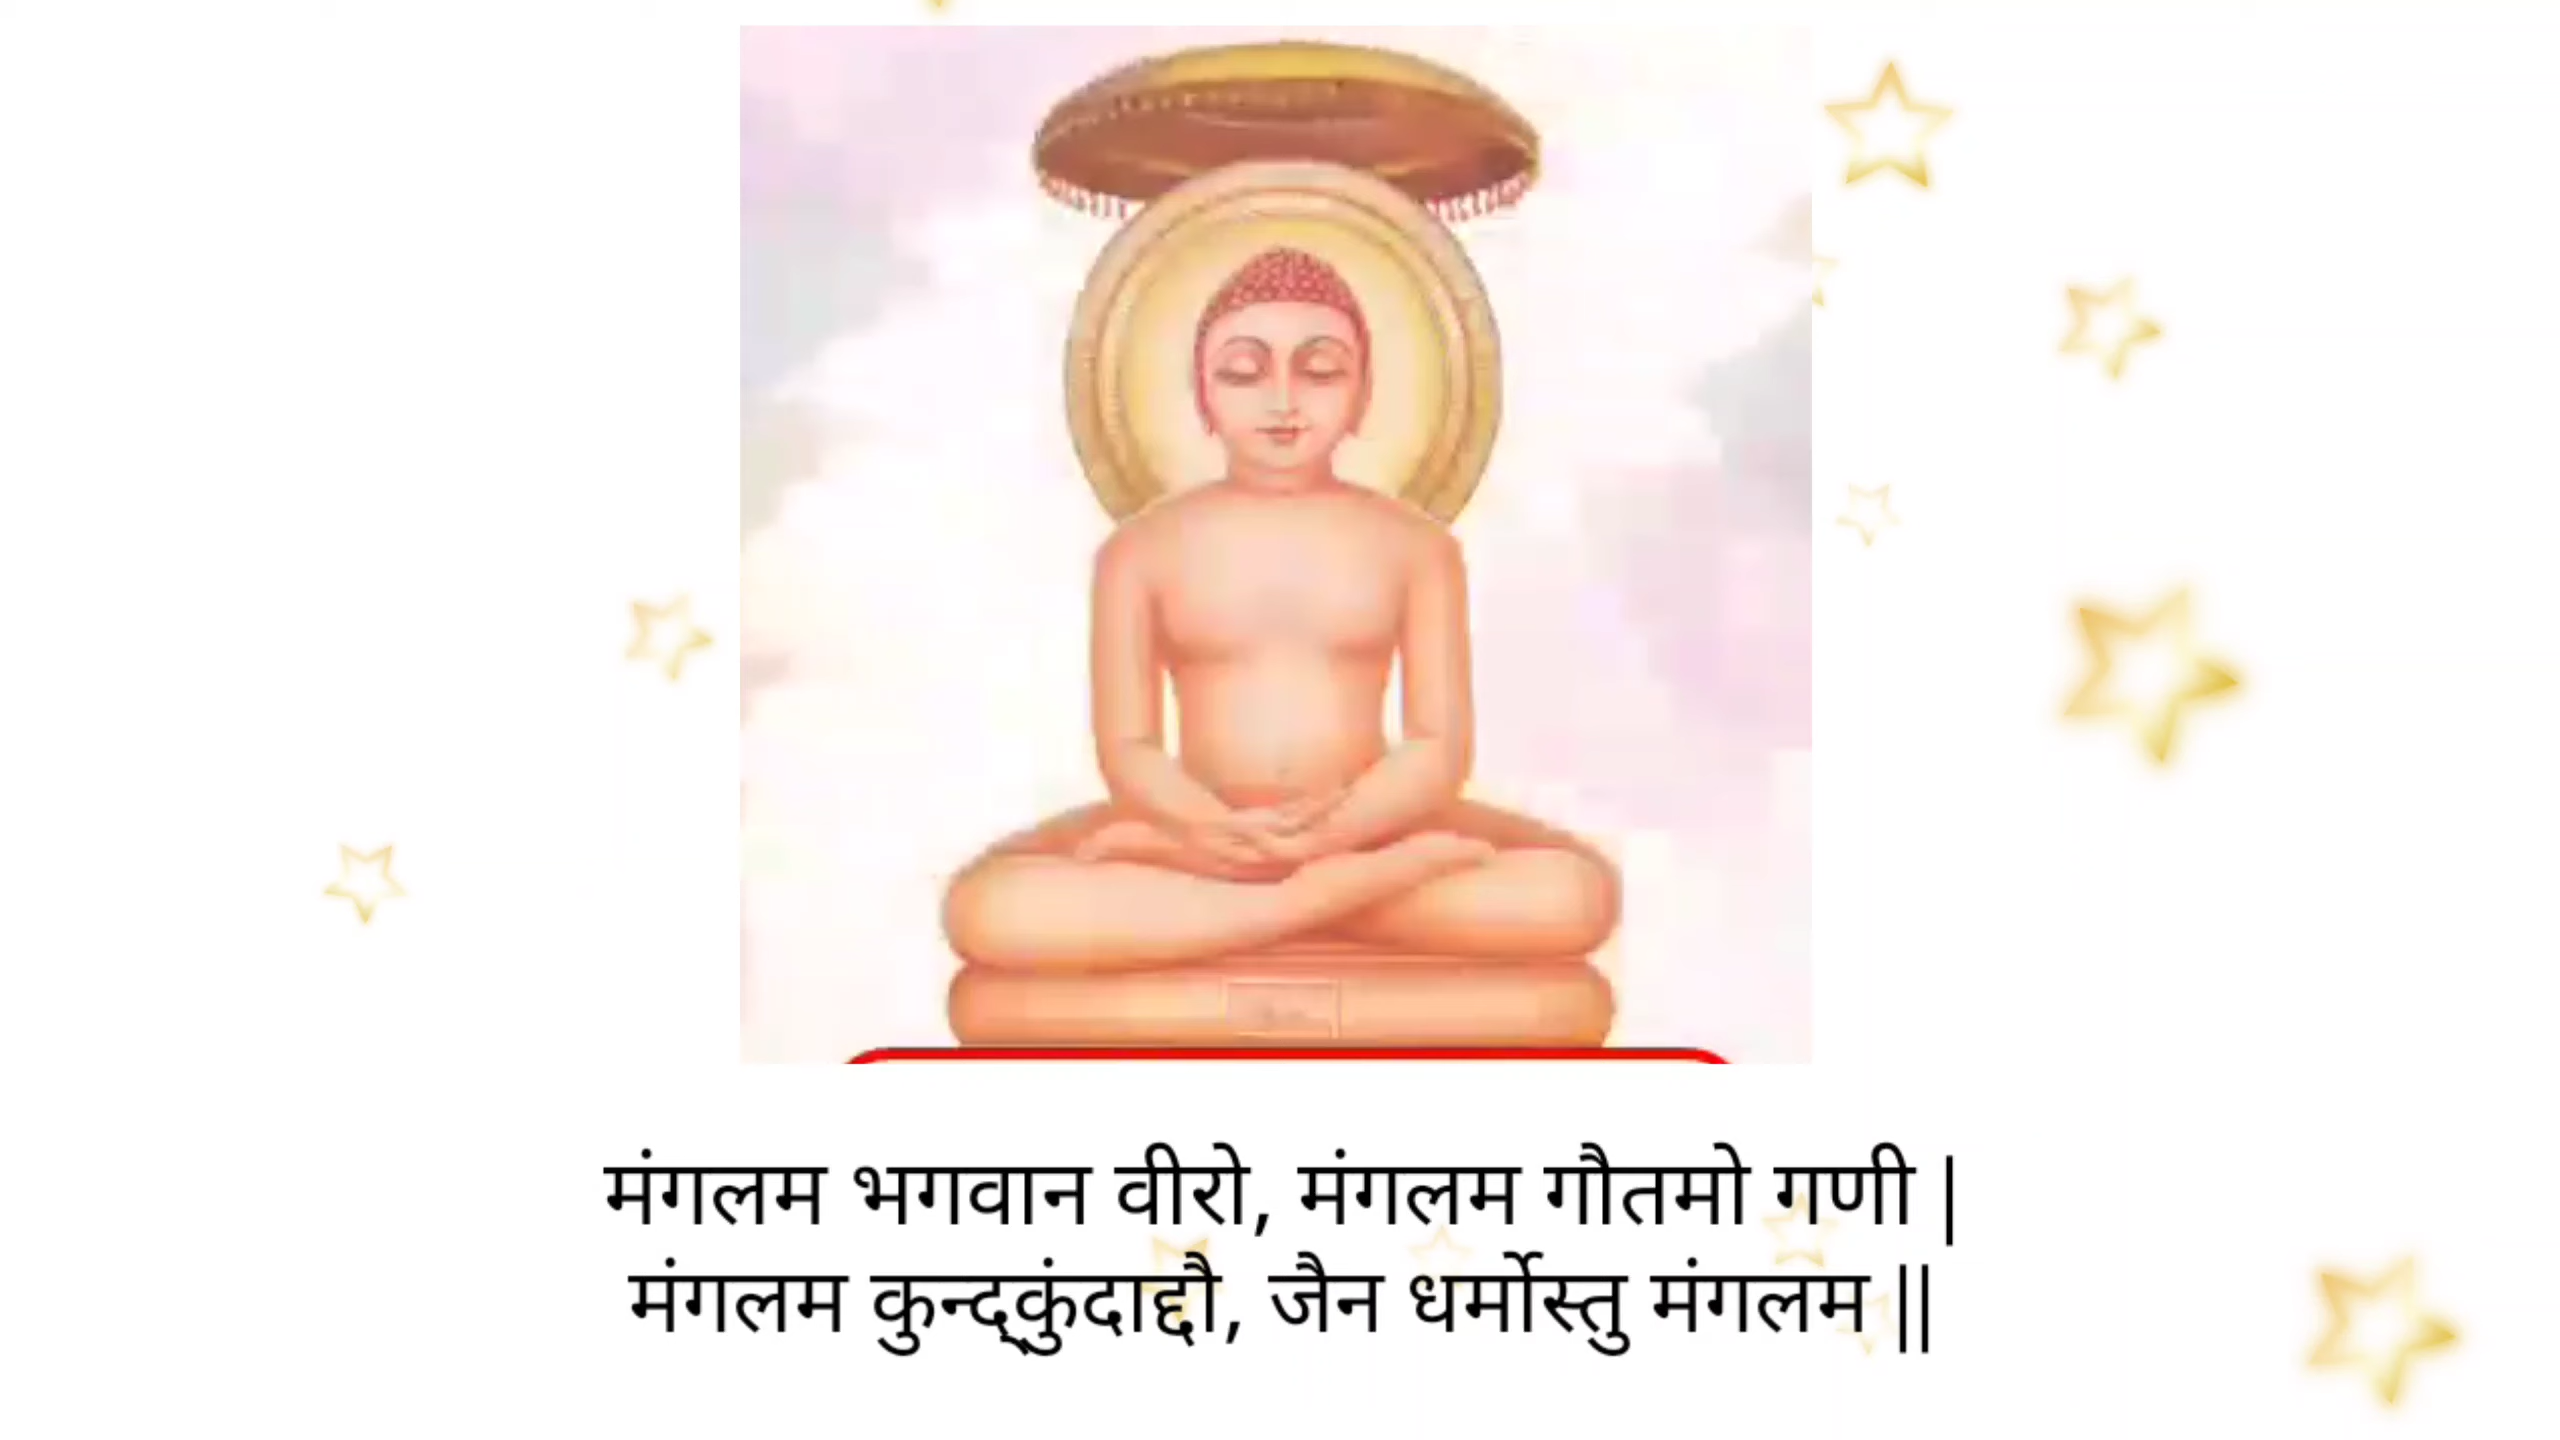 मंगलम भगवान वीरो, मंगलम गौतमो गणी |
मंगलम कुन्द्कुंदाद्दौ, जैन धर्मोस्तु मंगलम ||